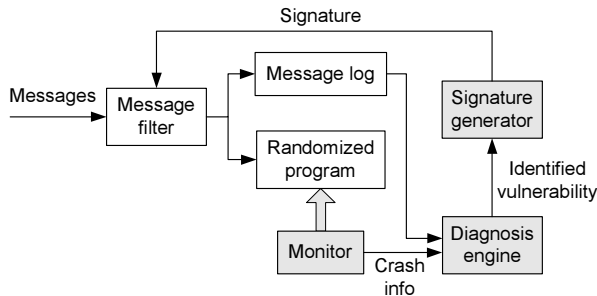 Signature
Messages
Message
filter
Message log
Randomized
program
Signature
generator
Identified
vulnerability
Monitor
Crash
info
Diagnosis
engine